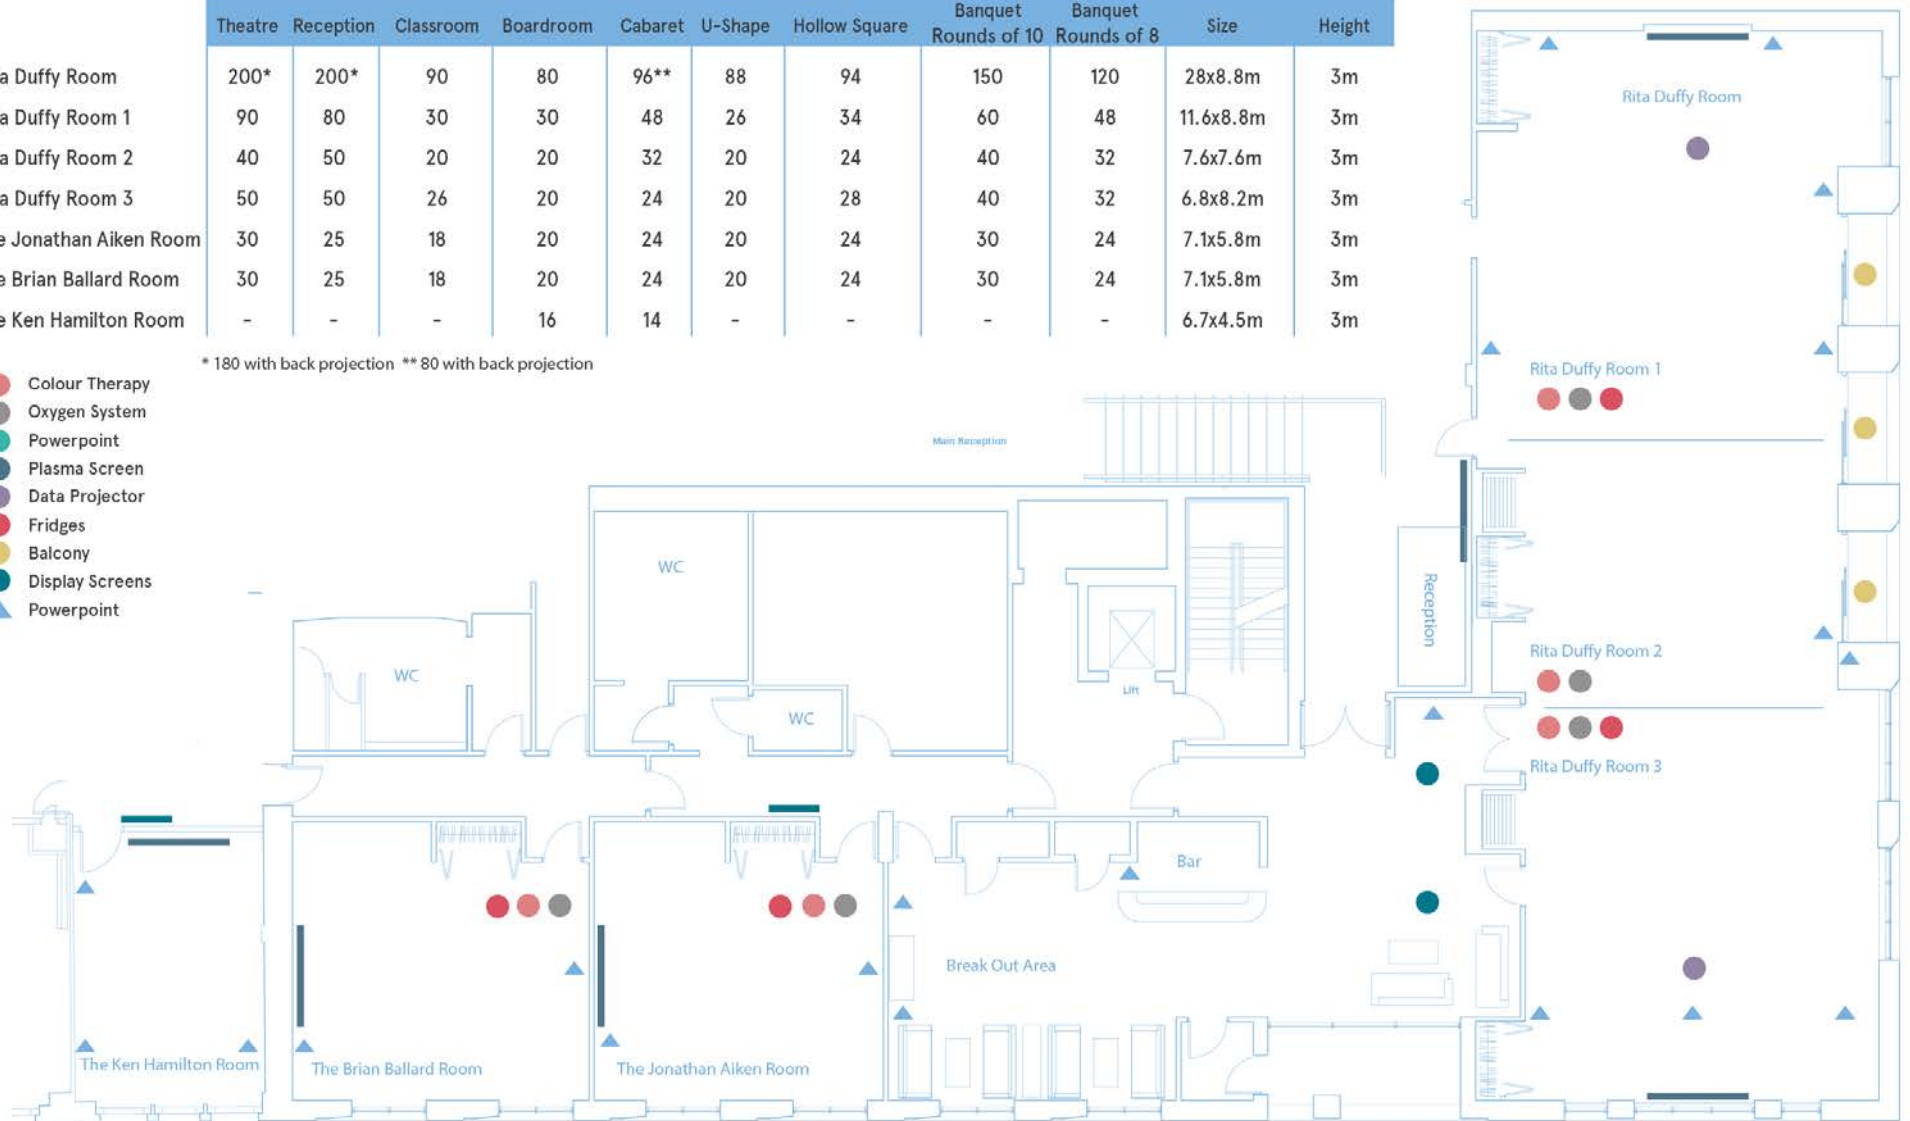 Theatre Reception Classroom Boardroom Cabaret U-Shape Hollow Square Banquet Rounds of 10 Banquet Rounds of 8 Size Height
a Duffy Room 200* 200* 90 80 96** 88 94 150 120 28x8.8m 3m
a Duffy Room 1 90 80 30 30 48 26 34 60 48 11.6x8.8m 3m
a Duffy Room 2 40 50 20 20 32 20 24 40 32 7.6x7.6m 3m
a Duffy Room 3 50 50 26 20 24 20 28 40 32 6.8x8.2m 3m
e Jonathan Aiken Room 30 25 18 20 24 20 24 30 24 7.1x5.8m 3m
e Brian Ballard Room 30 25 18 20 24 20 24 30 24 7.1x5.8m 3m
e Ken Hamilton Room - - - 16 14 - - - - 6.7x4.5m 3m
* 180 with back projection ** 80 with back projection
Colour Therapy
Oxygen System
Powerpoint
Plasma Screen
Data Projector
Fridges
Balcony
Display Screens
Powerpoint
Rita Duffy Room
Rita Duffy Room 1
Main Reception
WC
Reception
WC
Rita Duffy Room 2
Lift
WC
Rita Duffy Room 3
Bar
Break Out Area
The Ken Hamilton Room
The Brian Ballard Room
The Jonathan Aiken Room